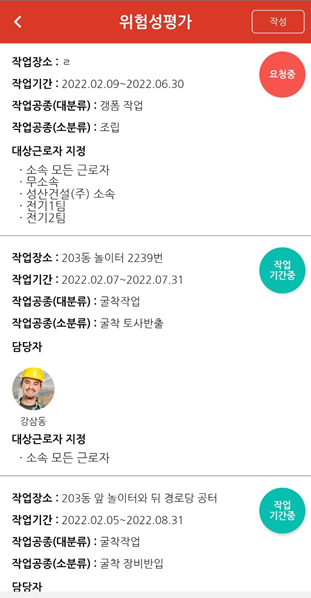 위험성평가
작성
작업장소 : ㄹ
요청중
작업기간 : 2022.02.09~2022.06.30
작업공종(대분류) : 갱폼 작업
작업공종(소분류) : 조립
대상근로자 지정
· 소속 모든 근로자
· 무소속
· 성산건설(주) 소속
· 전기1팀
· 전기2팀
작업장소 : 203동 놀이터 2239번
작업
기간중
작업기간 : 2022.02.07~2022.07.31
작업공종(대분류) : 굴착작업
작업공종(소분류) : 굴착 토사반출
담당자
강삼동
대상근로자 지정
· 소속 모든 근로자
작업장소 : 203동 앞 놀이터와 뒤 경로당 공터
작업
기간중
작업기간 : 2022.02.05~2022.08.31
작업공종(대분류) : 굴착작업
작업공종(소분류) : 굴착 장비반입
담당자